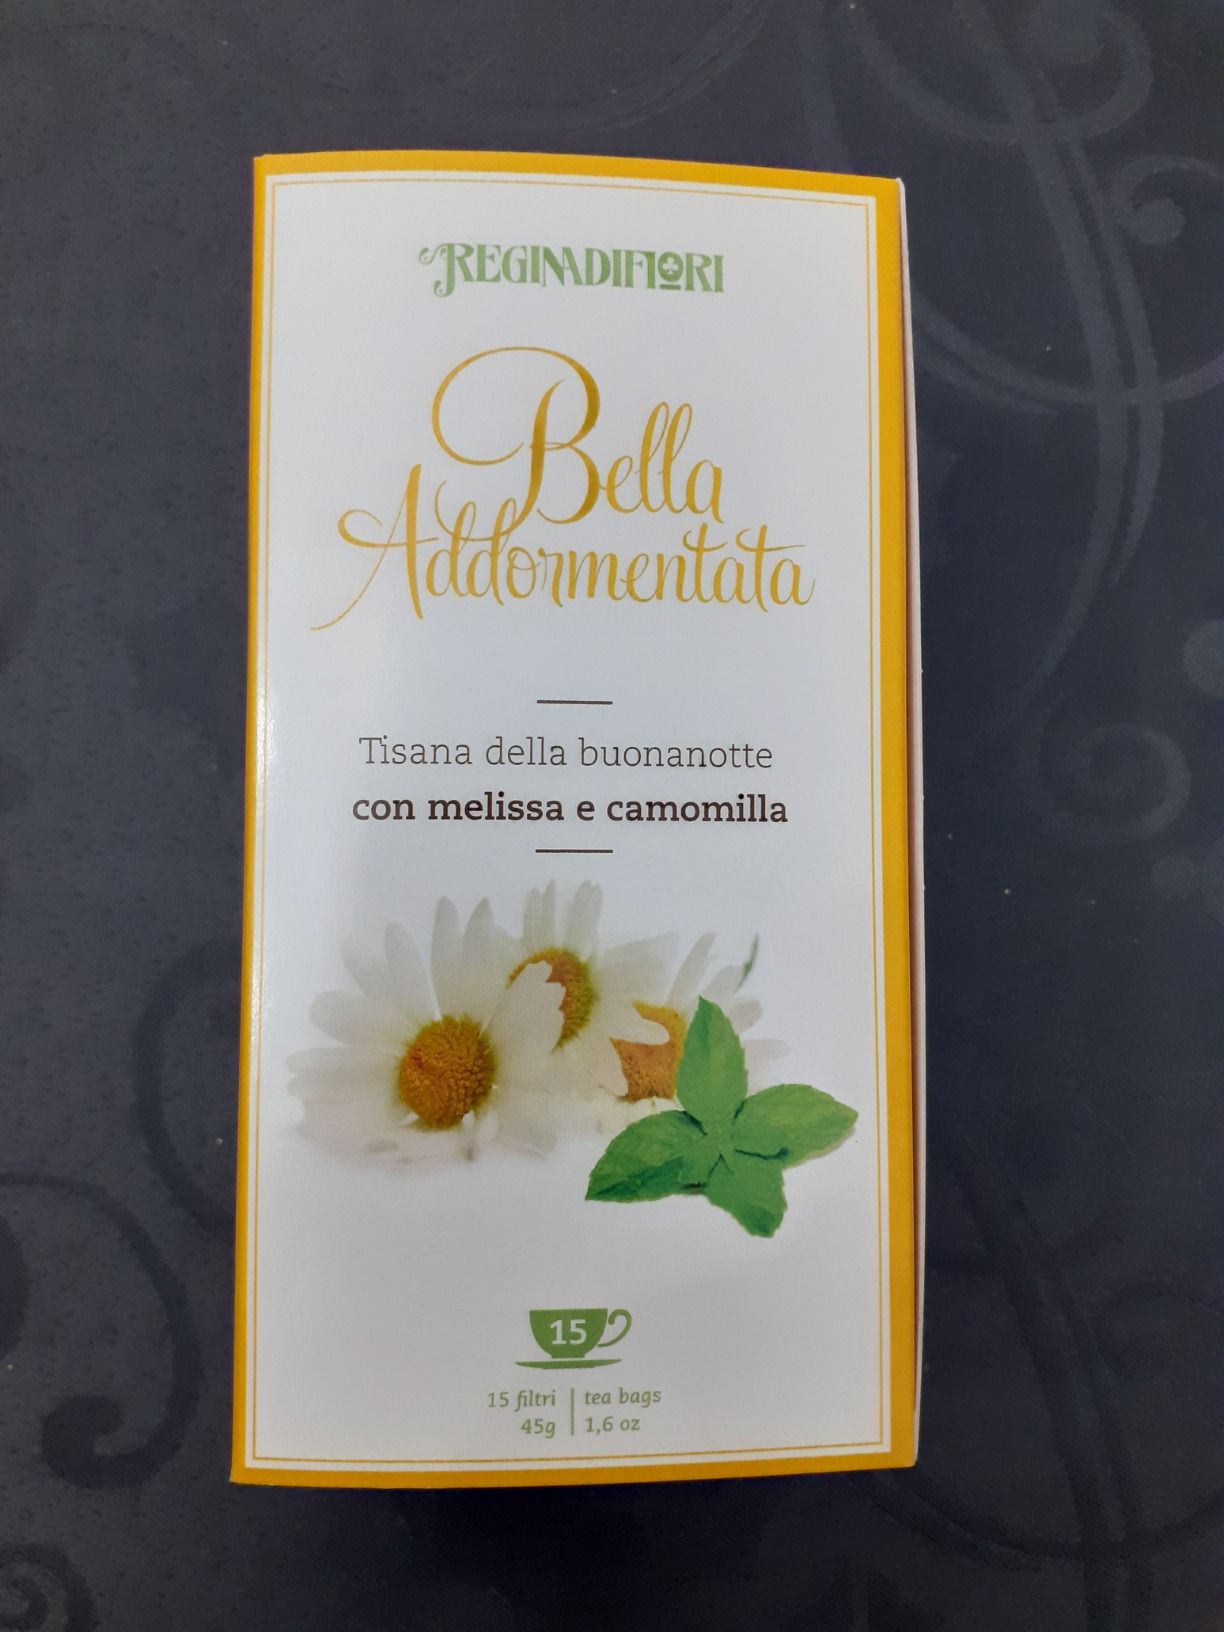 REGINADIFIORI
Bella
Addormentata
Tisana della buonanotte
con melissa e camomilla
15
15 filtri | tea bags
45g | 1,6 oz